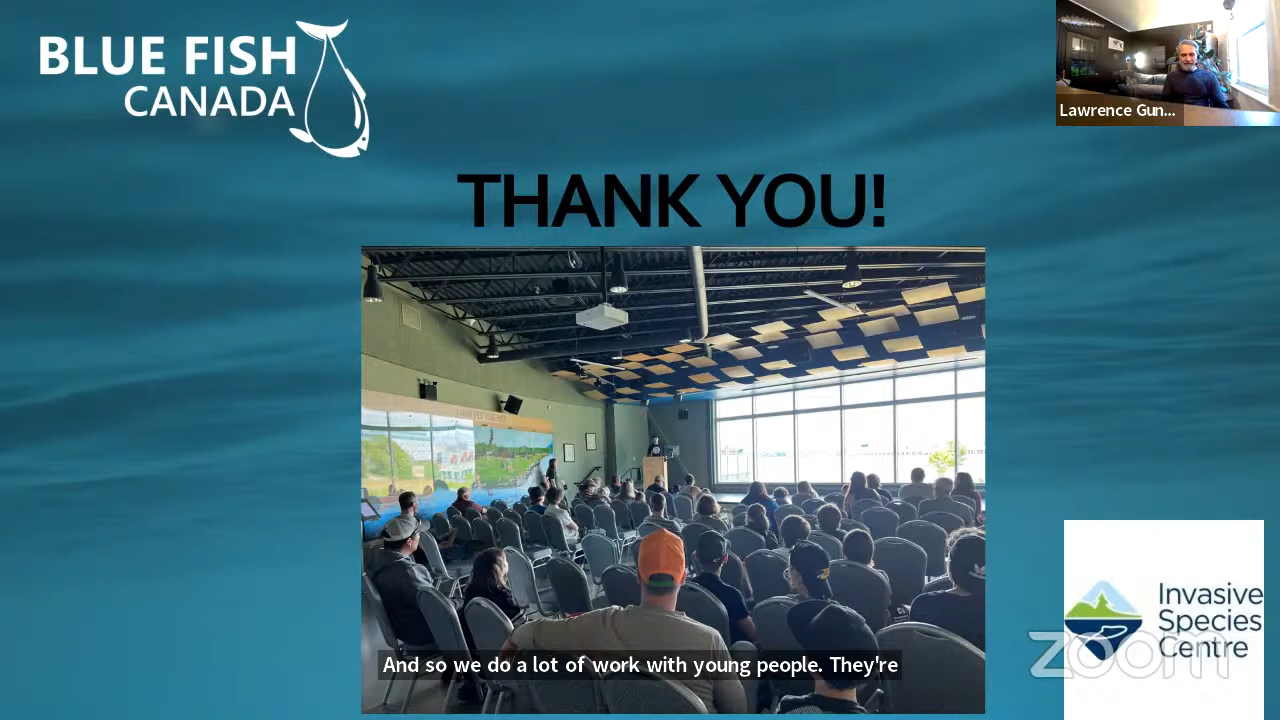 BLUE FISH
CANADA
Lawrence Gun...
THANK YOU!
Invasive
Species
Centre
zoom
And so we do a lot of work with young people. They're